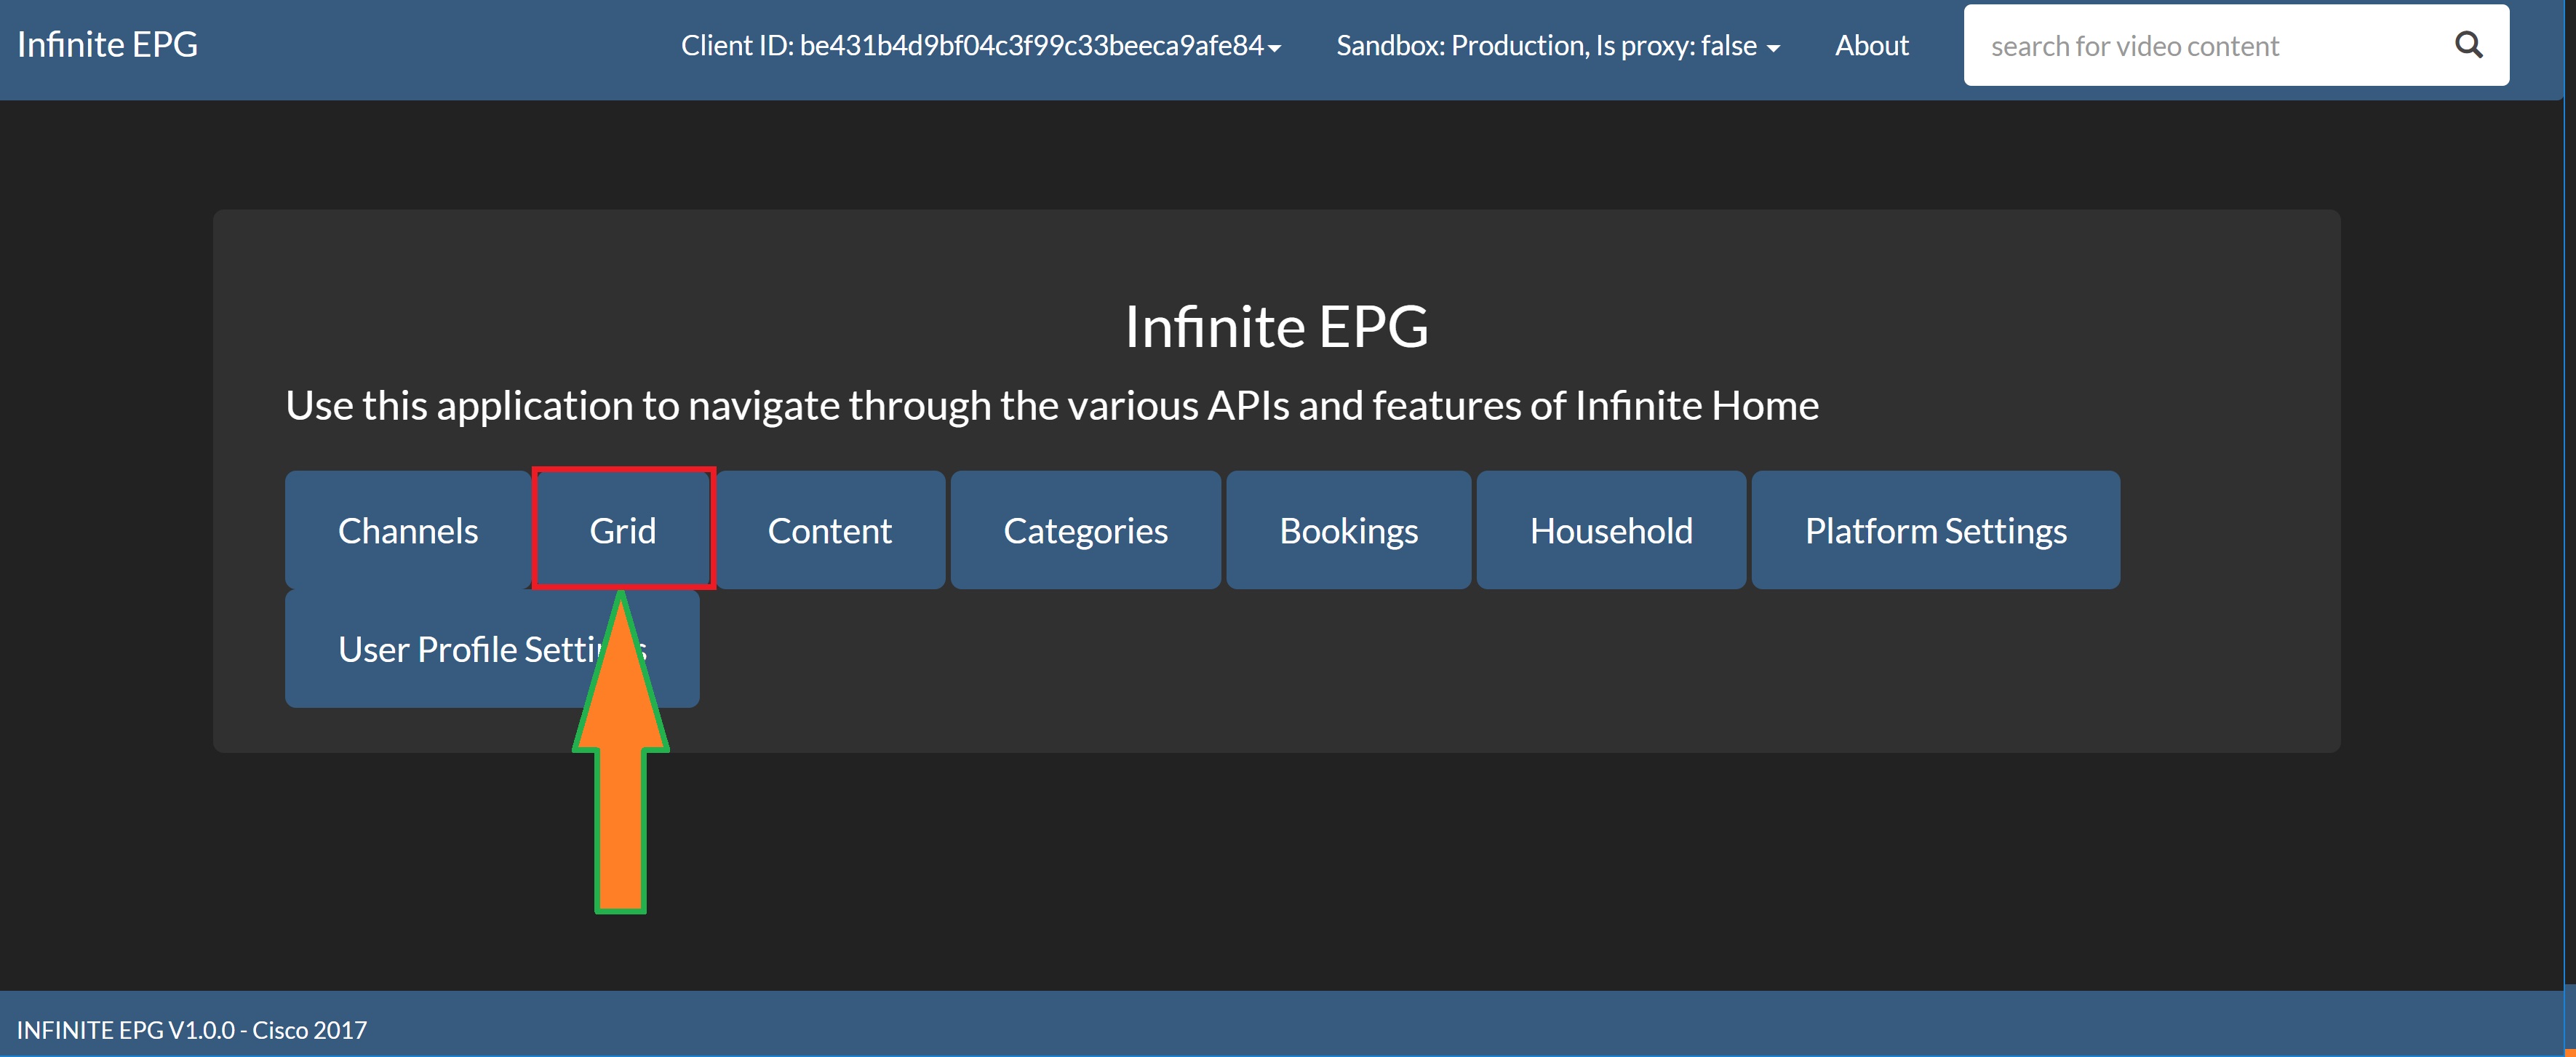 Infinite EPG Client ID: be431b4d9bf04c3f99c33beeca9afe84 Sandbox: Production, Is proxy: false About search for video content
Infinite EPG
Use this application to navigate through the various APIs and features of Infinite Home
Channels Grid Content Categories Bookings Household Platform Settings
User Profile
INFINITE EPG V1.0.0 - Cisco 2017